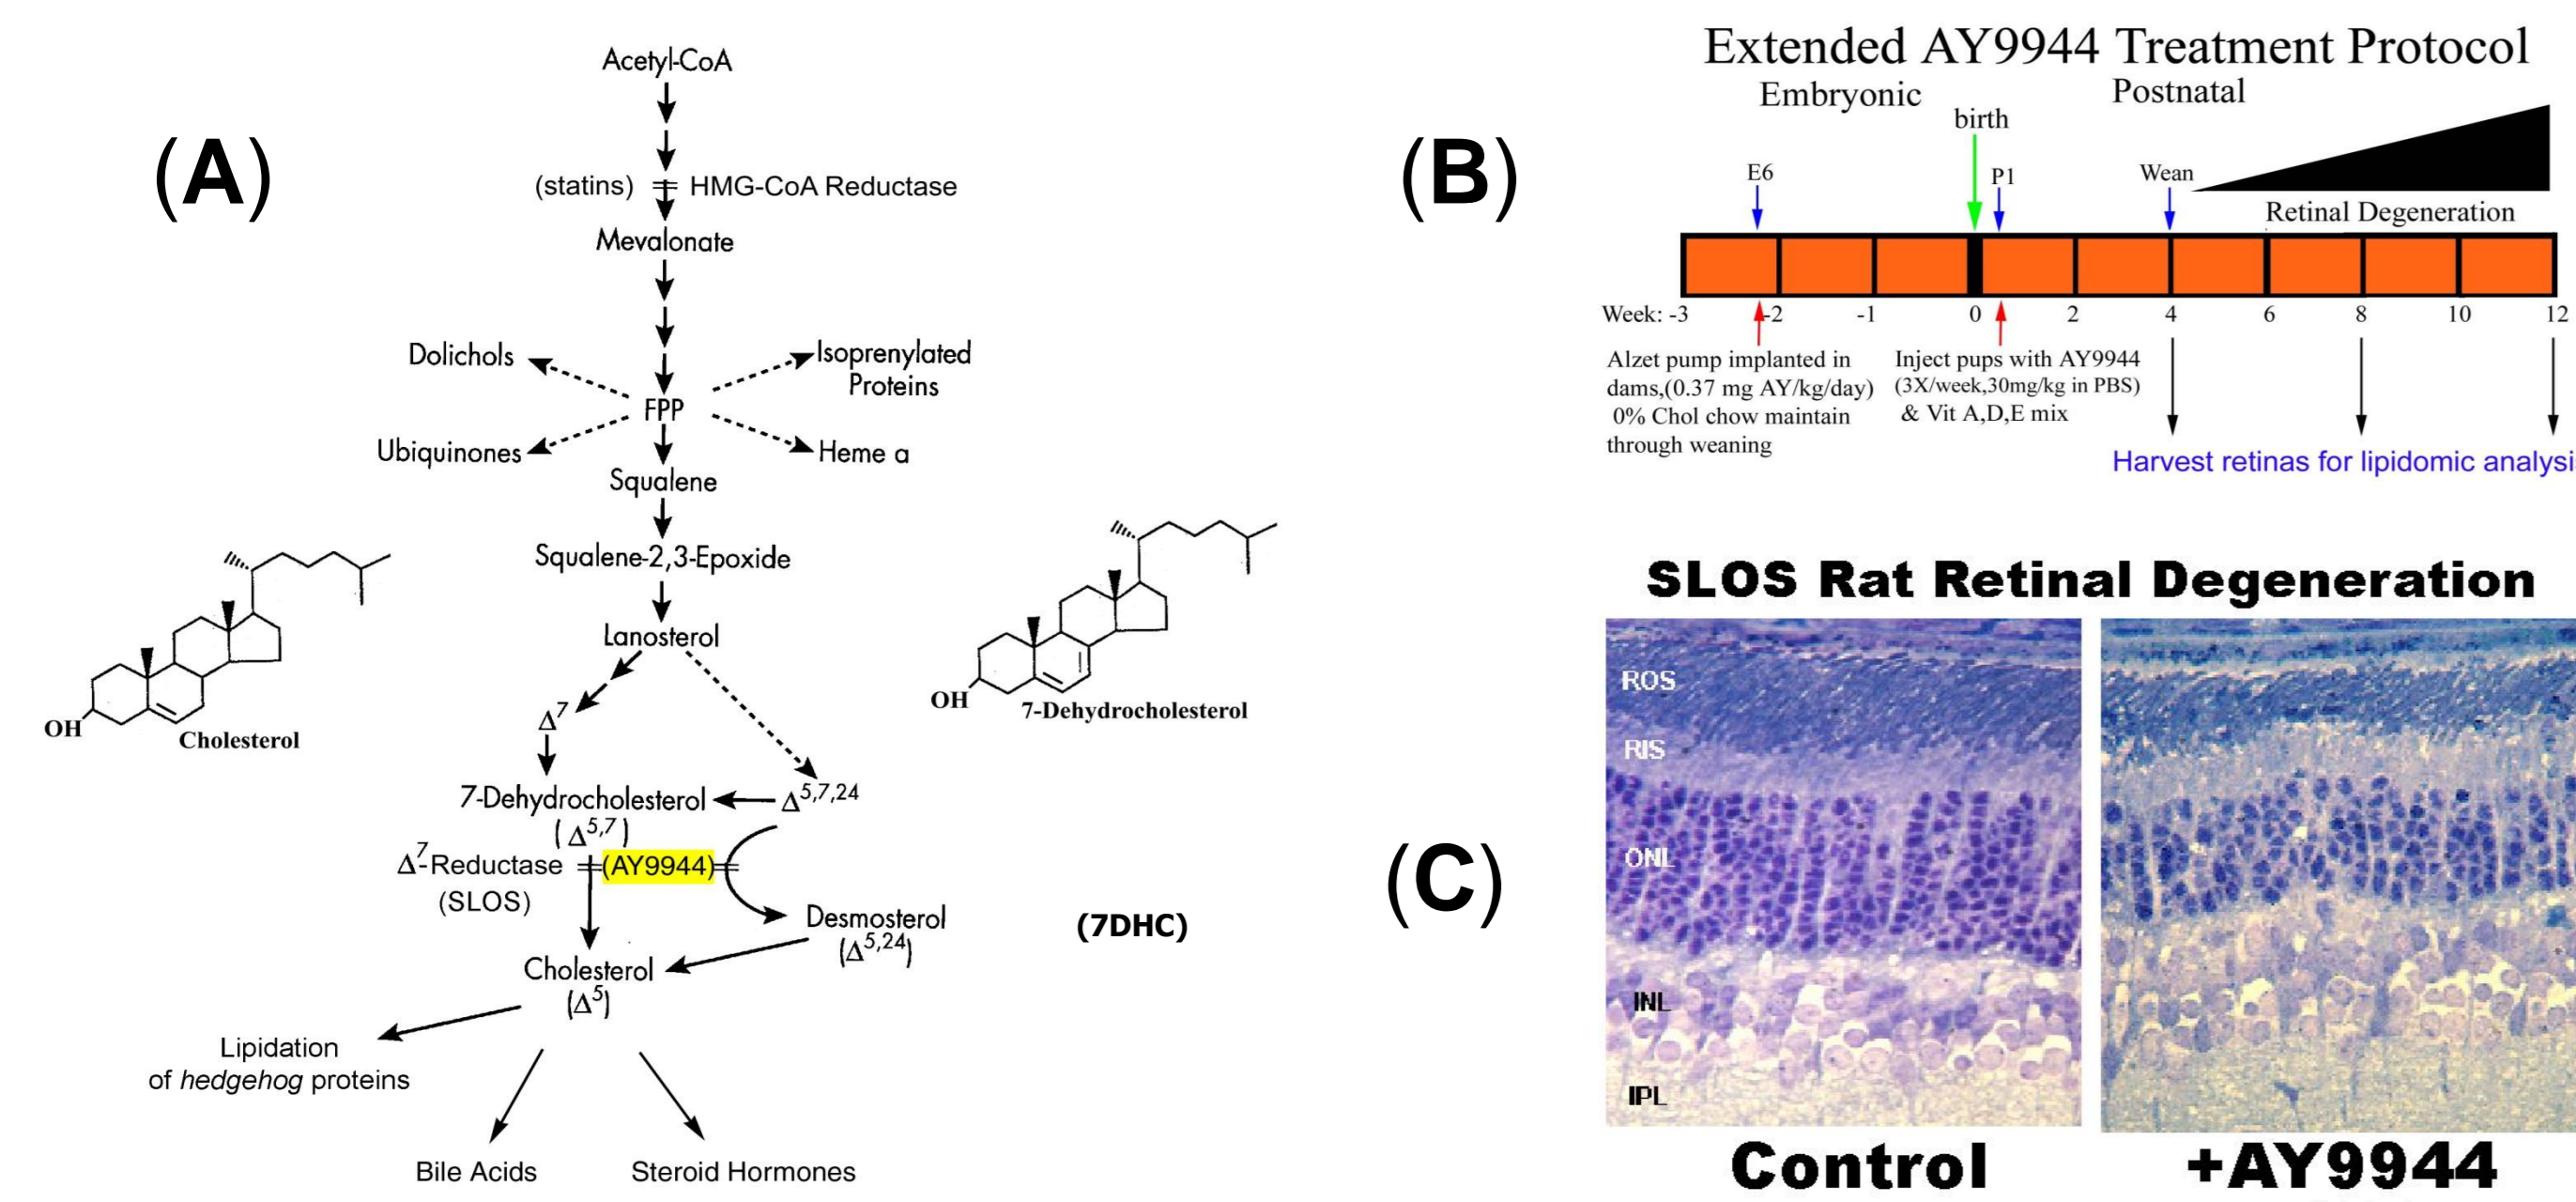 (A)
Acetyl-CoA
(statins) HMG-CoA Reductase
Mevalonate
Dolichols
Isoprenylated
Proteins
FPP
Ubiquinones
Heme a
Squalene
Squalene-2,3-Epoxide
Lanosterol
Δ7
7-Dehydrocholesterol
(Δ5,7)
Δ5,7,24
Δ7-Reductase
(SLOS)
(AY9944)
Desmosterol
(Δ5,24)
Cholesterol
(Δ5)
Lipidation
of hedgehog proteins
Bile Acids
Steroid Hormones
OH
Cholesterol
OH
7-Dehydrocholesterol
(7DHC)
(B)
Extended AY9944 Treatment Protocol
Embryonic
Postnatal
birth
E6
P1
Wean
Retinal Degeneration
Week: -3 -2 -1 0 2 4 6 8 10 12
Alzet pump implanted in
dams,(0.37 mg AY/kg/day)
0% Chol chow maintain
through weaning
Inject pups with AY9944
(3X/week,30mg/kg in PBS)
& Vit A,D,E mix
Harvest retinas for lipidomic analysi
(C)
SLOS Rat Retinal Degeneration
ROS
RIS
ONL
INL
IPL
Control
+AY9944